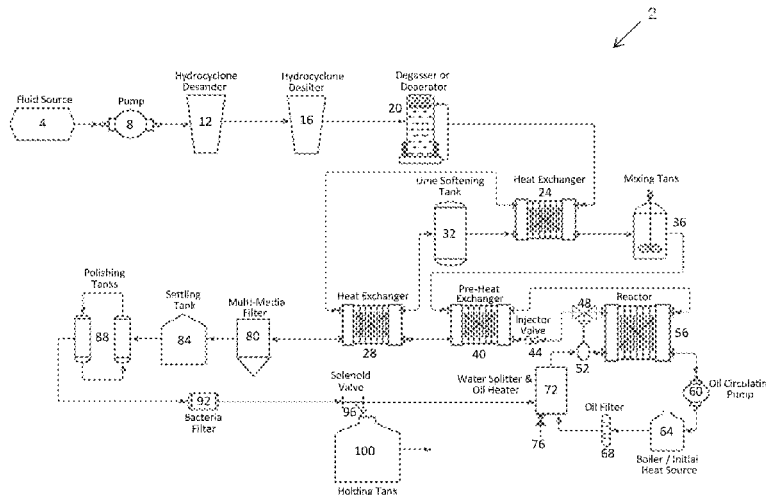 2
Hydrocyclone
Desander
Hydrocyclone
Desilter
Degasser or
Deaerator
Fluid Source
Pump
4
8
12
16
20
Lime Softening
Tank
Heat Exchanger
24
Mixing Tank
32
36
Polishing
Tanks
Settling
Tank
Multi-Media
Filter
Heat Exchanger
Pre-Heat
Exchanger
Injector
Valve
48
Reactor
88
84
80
28
40
44
52
56
Water Splitter
& Oil Heater
72
Oil Circulating
Pump
60
Solenoid
Valve
92
Bacteria
Filter
96
Oil Filter
64
76
68
Boiler / Initial
Heat Source
100
Holding Tank